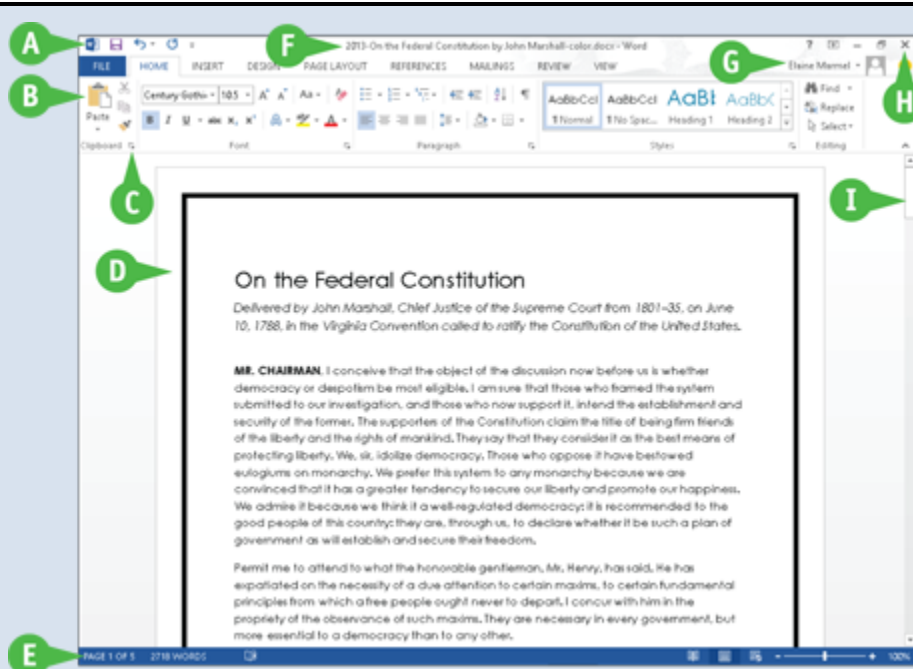 A
F
2013-On the Federal Constitution by John Marshall-color.docx - Word
?
FILE HOME INSERT DESIGN PAGE LAYOUT REFERENCES MAILINGS REVIEW VIEW
G
Elaine Marmel
H
B
Paste
Century Gothic 10.5 A A Aa
B I U abc x, x² A A
AaBbCcI AaBbCcI AaBl AaBbC
¶ Normal ¶ No Spac... Heading 1 Heading 2
Find
Replace
Select
Clipboard Font Paragraph Styles Editing
C
I
D
On the Federal Constitution
Delivered by John Marshall, Chief Justice of the Supreme Court from 1801–35, on June
10, 1788, in the Virginia Convention called to ratify the Constitution of the United States.
MR. CHAIRMAN, I conceive that the object of the discussion now before us is whether
democracy or despotism be most eligible. I am sure that those who framed the system
submitted to our investigation, and those who now support it, intend the establishment and
security of the former. The supporters of the Constitution claim the title of being firm friends
of the liberty and the rights of mankind. They say that they consider it as the best means of
protecting liberty. We, sir, idolize democracy. Those who oppose it have bestowed
eulogiums on monarchy. We prefer this system to any monarchy because we are
convinced that it has a greater tendency to secure our liberty and promote our happiness.
We admire it because we think it a well-regulated democracy: it is recommended to the
good people of this country: they are, through us, to declare whether it be such a plan of
government as will establish and secure their freedom.
Permit me to attend to what the honorable gentleman, Mr. Henry, has said. He has
expatiated on the necessity of a due attention to certain maxims, to certain fundamental
principles from which a free people ought never to depart. I concur with him in the
propriety of the observance of such maxims. They are necessary in every government, but
more essential to a democracy than to any other.
E
PAGE 1 OF 5 2718 WORDS
100%